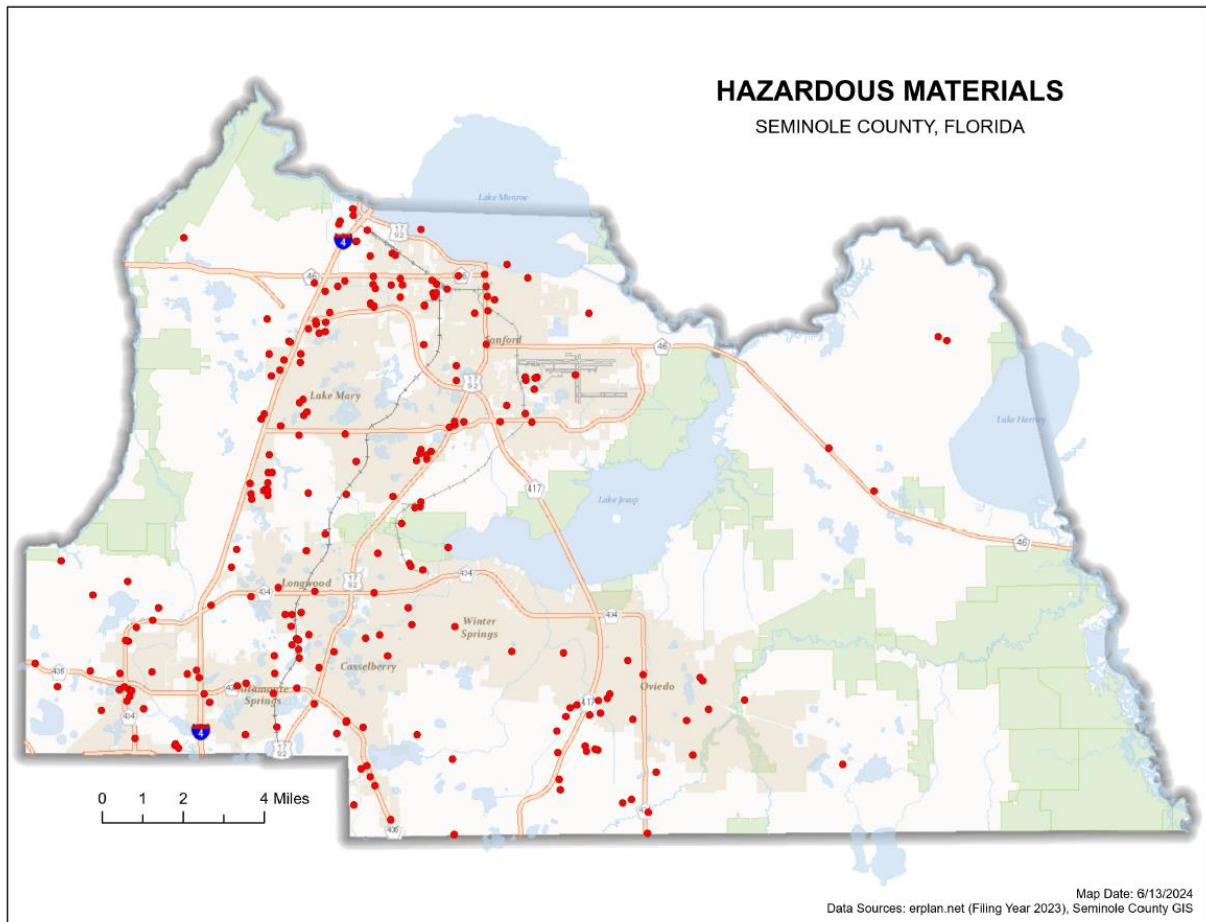 HAZARDOUS MATERIALS
SEMINOLE COUNTY, FLORIDA
Lake Monroe
17
92
4
46
Sanford
46
Lake Mary
17
92
Lake Harney
417
Lake Jesup
46
17
92
434
Longwood
434
434
Winter
Springs
436
Casselberry
Oviedo
Springs
417
434
4
17
92
0 1 2 4 Miles
436
Map Date: 6/13/2024
Data Sources: erplan.net (Filing Year 2023), Seminole County GIS